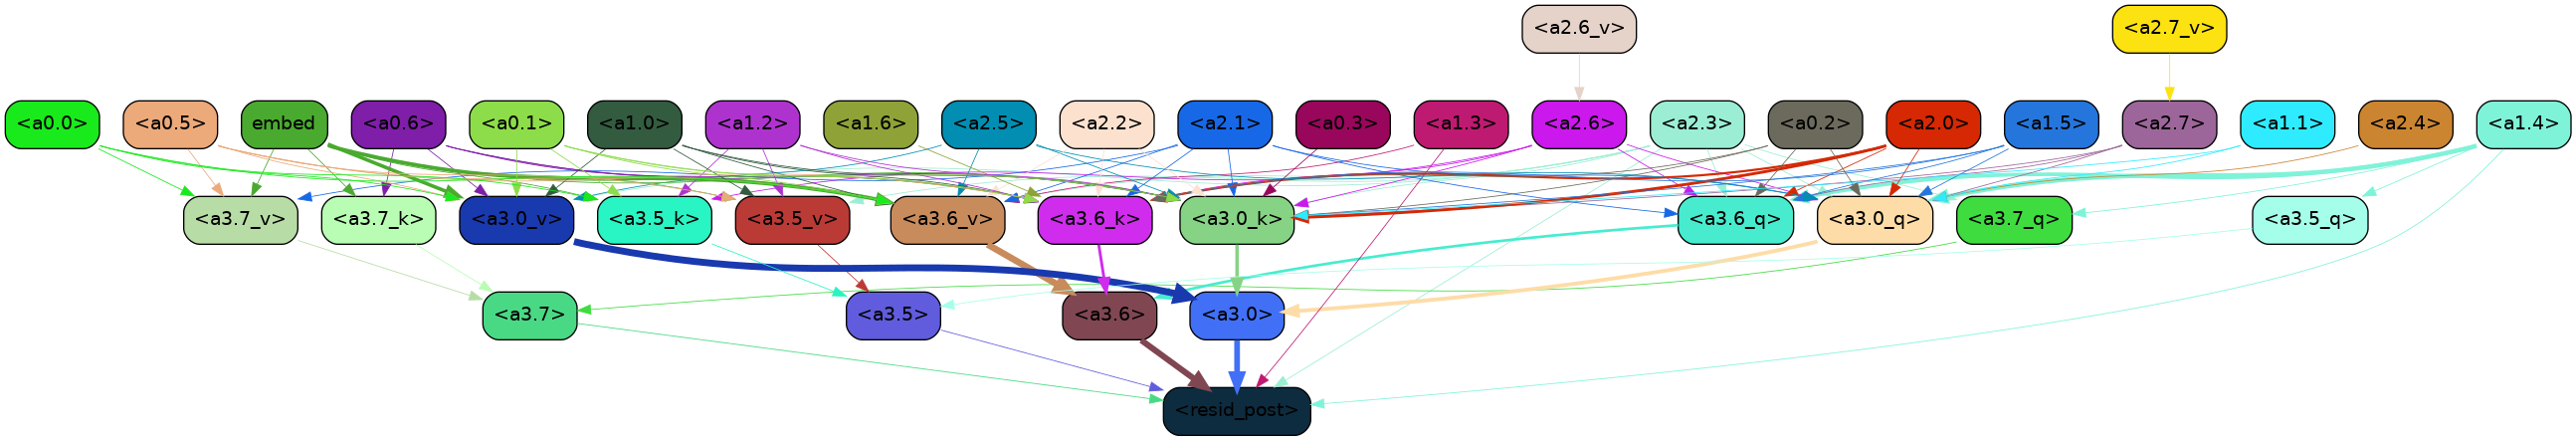 <a2.6_v> <a2.7_v>
<a0.0> <a0.5> embed <a0.6> <a0.1> <a1.0> <a1.2> <a1.6> <a2.5> <a2.2> <a2.1> <a0.3> <a1.3> <a2.6> <a2.3> <a0.2> <a2.0> <a1.5> <a2.7> <a1.1> <a2.4> <a1.4>
<a3.7_v> <a3.7_k> <a3.0_v> <a3.5_k> <a3.5_v> <a3.6_v> <a3.6_k> <a3.0_k> <a3.6_q> <a3.0_q> <a3.7_q> <a3.5_q>
<a3.7> <a3.5> <a3.6> <a3.0>
<resid_post>